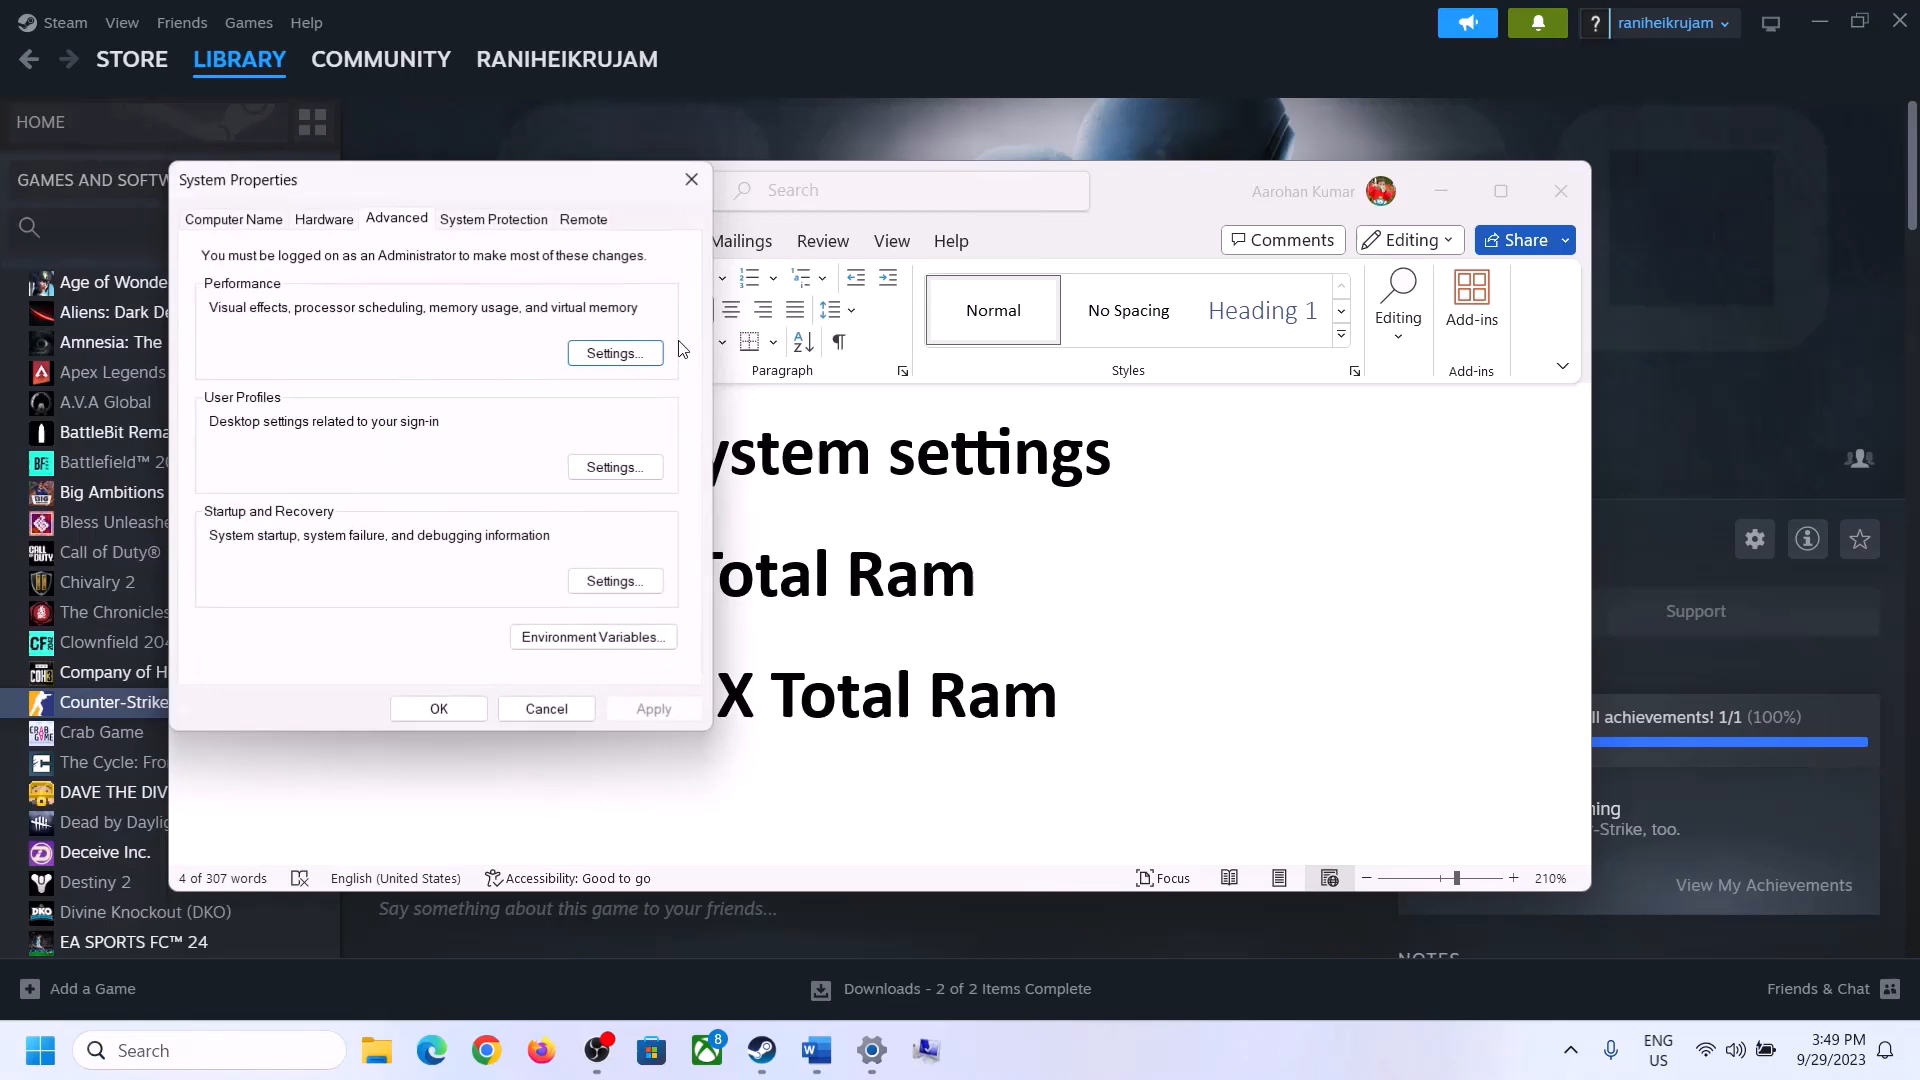 Steam View Friends Games Help
? raniheikrujam
STORE LIBRARY COMMUNITY RANIHEIKRUJAM
HOME
GAMES AND SOFTW
Age of Wonde
Aliens: Dark De
Amnesia: The
Apex Legends
A.V.A Global
BattleBit Rema
Battlefield™ 20
Big Ambitions
Bless Unleashe
Call of Duty®
Chivalry 2
The Chronicles
Clownfield 204
Company of H
Counter-Strike
Crab Game
The Cycle: Fro
DAVE THE DIV
Dead by Daylig
Deceive Inc.
Destiny 2
Divine Knockout (DKO)
EA SPORTS FC™ 24
System Properties
Computer Name Hardware Advanced System Protection Remote
You must be logged on as an Administrator to make most of these changes.
Performance
Visual effects, processor scheduling, memory usage, and virtual memory
Settings...
User Profiles
Desktop settings related to your sign-in
Settings...
Startup and Recovery
System startup, system failure, and debugging information
Settings...
Environment Variables...
OK Cancel Apply
Search
Aarohan Kumar
Mailings Review View Help
Comments Editing Share
Normal No Spacing Heading 1
Editing Add-ins
Paragraph Styles Add-ins
ystem settings
Total Ram
X Total Ram
4 of 307 words English (United States) Accessibility: Good to go
Focus 210%
Support
ll achievements! 1/1 (100%)
ning
-Strike, too.
View My Achievements
Say something about this game to your friends...
NOTES
Add a Game
Downloads - 2 of 2 Items Complete
Friends & Chat
Search
8
ENG
US
3:49 PM
9/29/2023